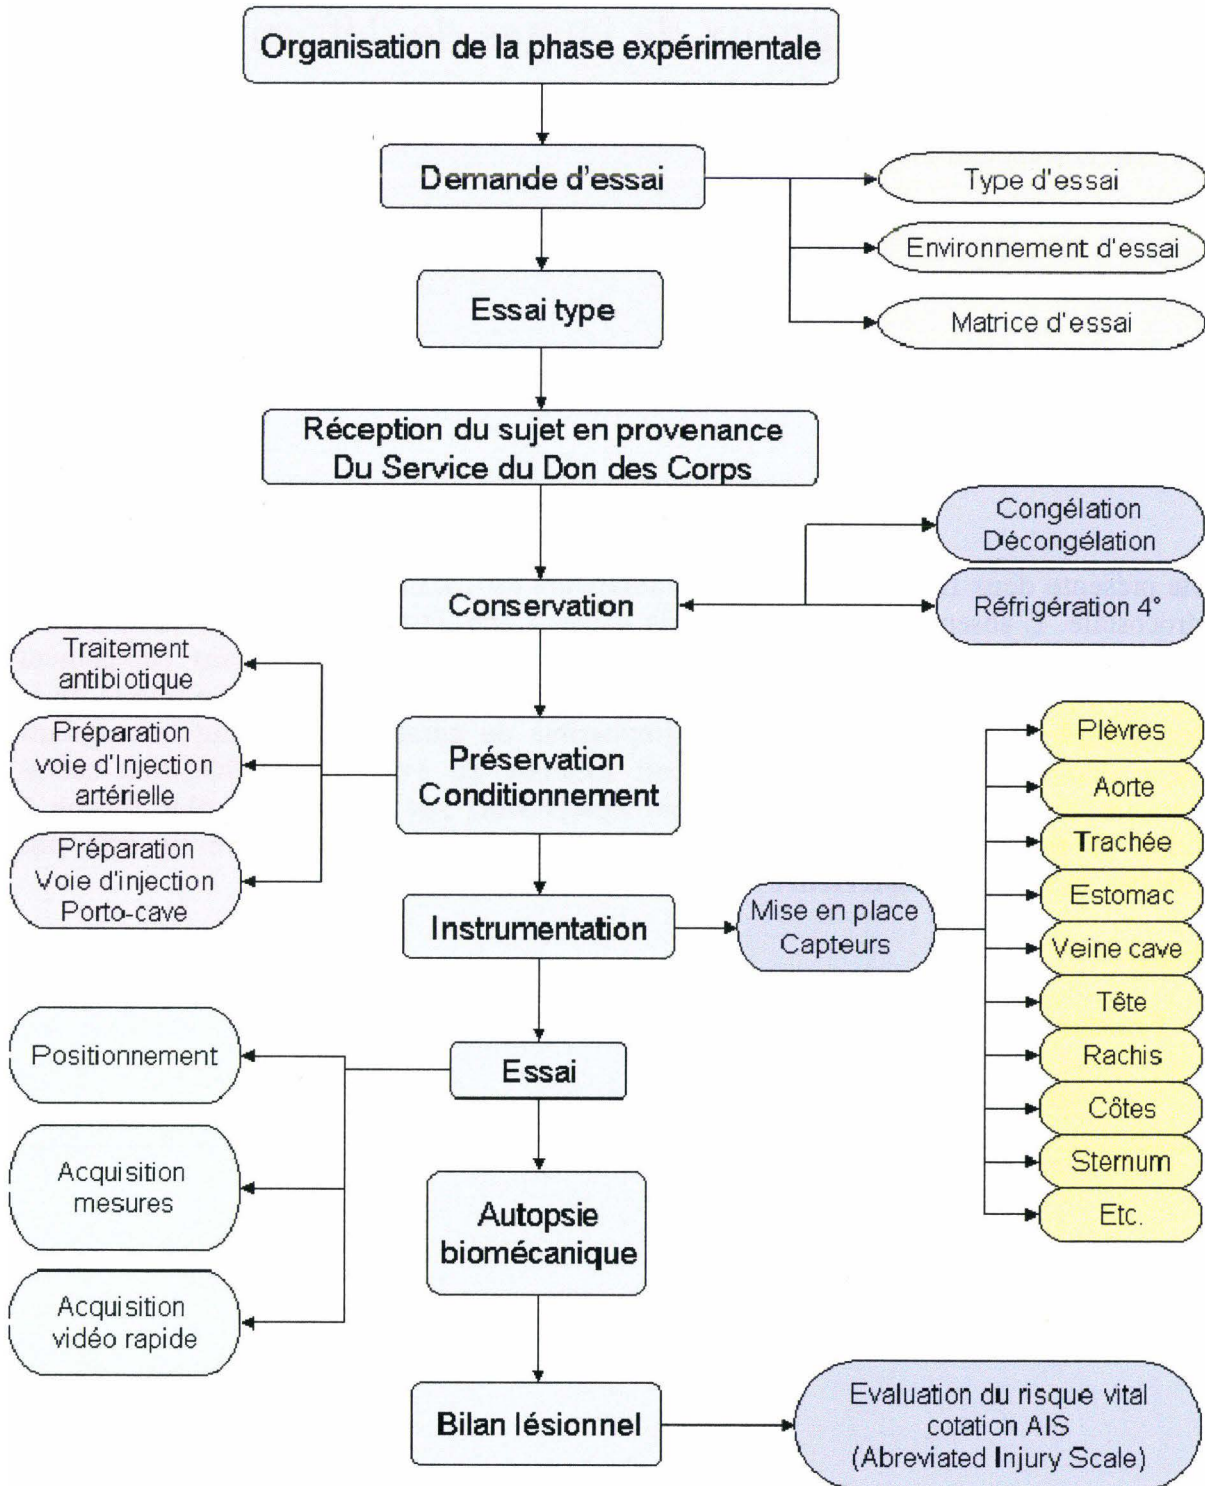 Organisation de la phase expérimentale
Demande d'essai
Type d'essai
Environnement d'essai
Matrice d'essai
Essai type
Réception du sujet en provenance
Du Service du Don des Corps
Congélation
Décongélation
Conservation
Réfrigération 4°
Traitement
antibiotique
Préparation
voie d'Injection
artérielle
Préparation
Voie d'injection
Porto-cave
Préservation
Conditionnement
Instrumentation
Mise en place
Capteurs
Plèvres
Aorte
Trachée
Estomac
Veine cave
Tête
Rachis
Côtes
Sternum
Etc.
Essai
Positionnement
Acquisition
mesures
Acquisition
vidéo rapide
Autopsie
biomécanique
Bilan lésionnel
Evaluation du risque vital
cotation AIS
(Abreviated Injury Scale)